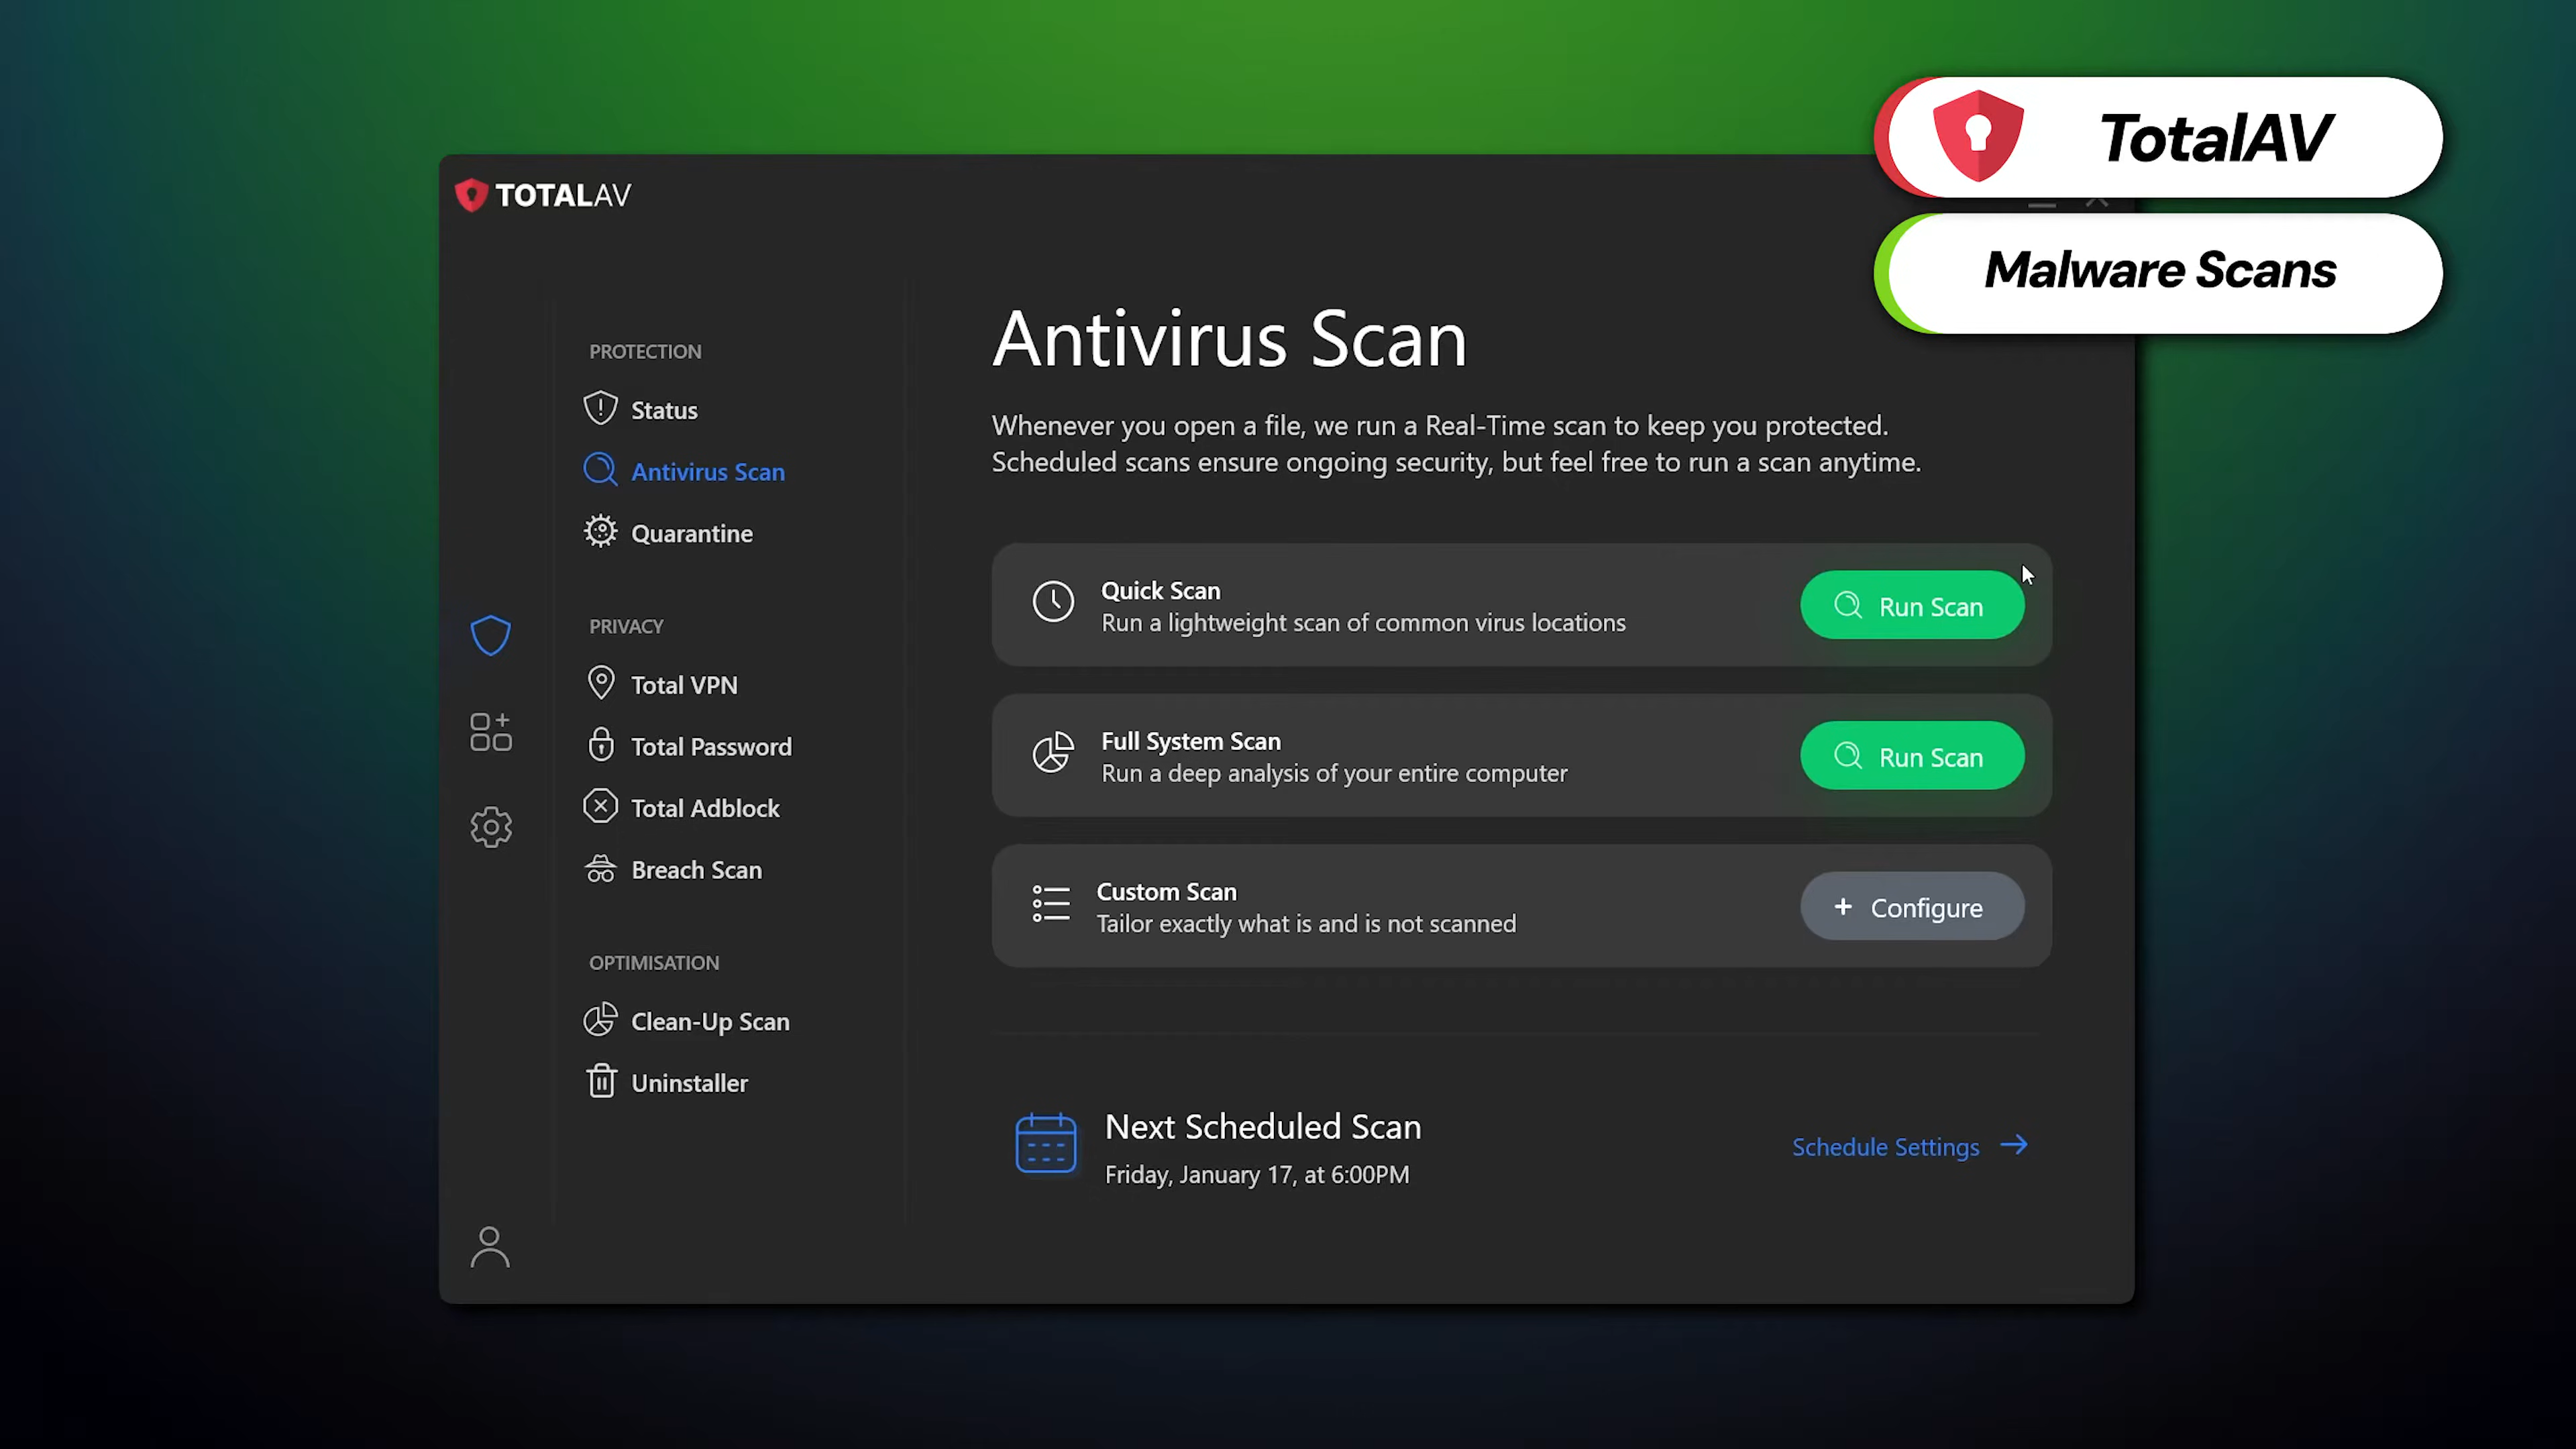 TotalAV
Malware Scans
TOTALAV
PROTECTION
Status
Antivirus Scan
Quarantine
PRIVACY
Total VPN
Total Password
Total Adblock
Breach Scan
OPTIMISATION
Clean-Up Scan
Uninstaller
Antivirus Scan
Whenever you open a file, we run a Real-Time scan to keep you protected.
Scheduled scans ensure ongoing security, but feel free to run a scan anytime.
Quick Scan
Run a lightweight scan of common virus locations
Run Scan
Full System Scan
Run a deep analysis of your entire computer
Run Scan
Custom Scan
Tailor exactly what is and is not scanned
+ Configure
Next Scheduled Scan
Friday, January 17, at 6:00PM
Schedule Settings →